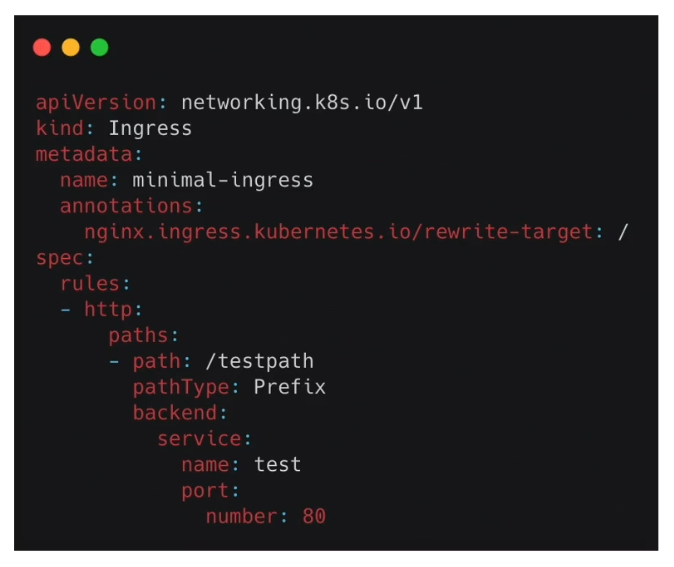 apiVersion: networking.k8s.io/v1
kind: Ingress
metadata:
  name: minimal-ingress
  annotations:
    nginx.ingress.kubernetes.io/rewrite-target: /
spec:
  rules:
  - http:
      paths:
      - path: /testpath
        pathType: Prefix
        backend:
          service:
            name: test
            port:
              number: 80